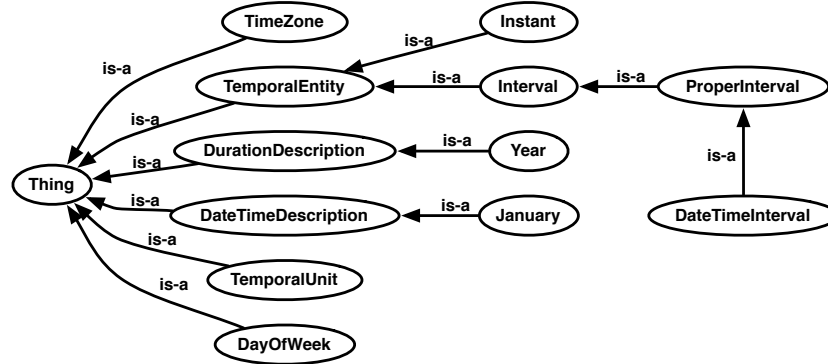 TimeZone
Instant
is-a
is-a
TemporalEntity
is-a
Interval
is-a
ProperInterval
is-a
DurationDescription
is-a
Year
is-a
is-a
Thing
is-a
DateTimeDescription
is-a
January
DateTimeInterval
is-a
TemporalUnit
is-a
DayOfWeek